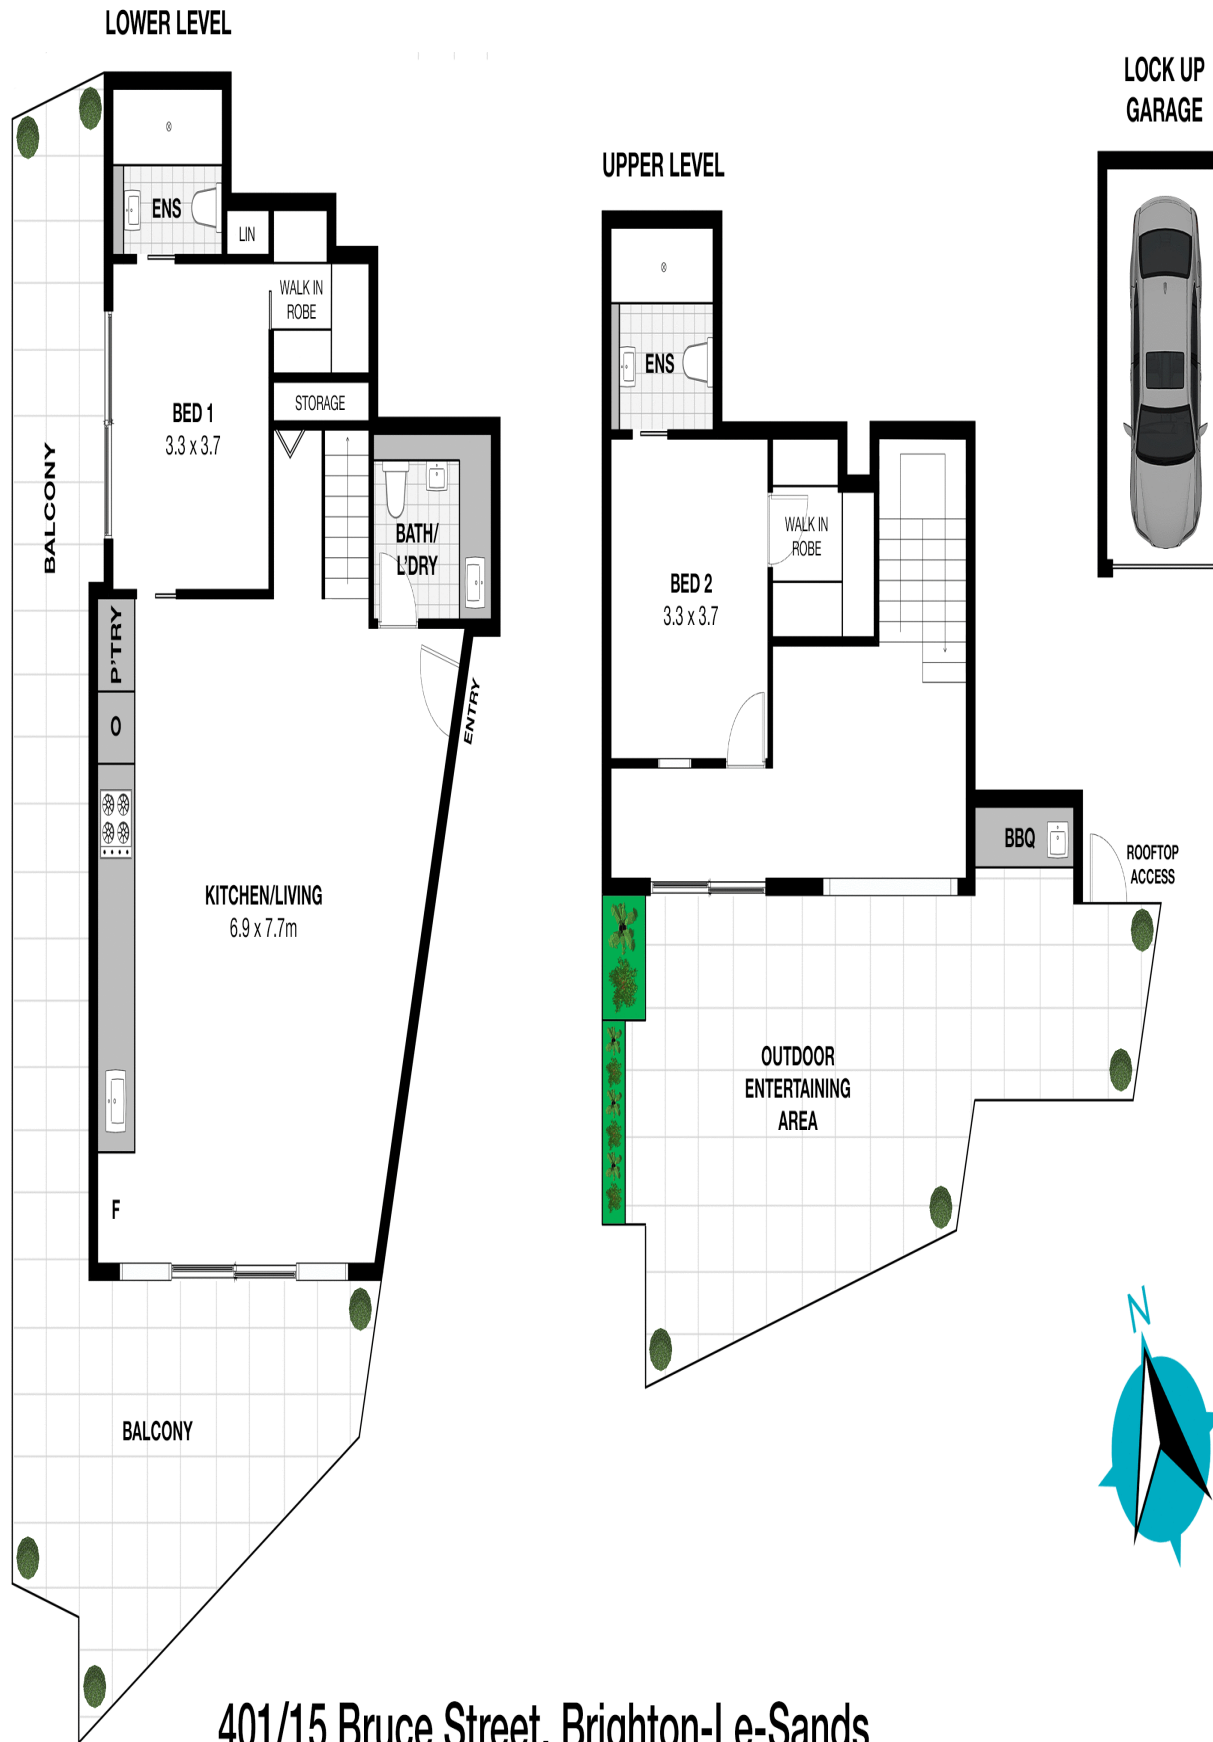 LOWER LEVEL
ENS
LIN
WALK IN
ROBE
BED 1
3.3 x 3.7
STORAGE
BALCONY
BATH/
L'DRY
P'TRY
O
ENTRY
KITCHEN/LIVING
6.9 x 7.7m
F
BALCONY
UPPER LEVEL
ENS
WALK IN
ROBE
BED 2
3.3 x 3.7
BBQ
ROOFTOP
ACCESS
OUTDOOR
ENTERTAINING
AREA
LOCK UP
GARAGE
N
401/15 Bruce Street, Brighton-Le-Sands